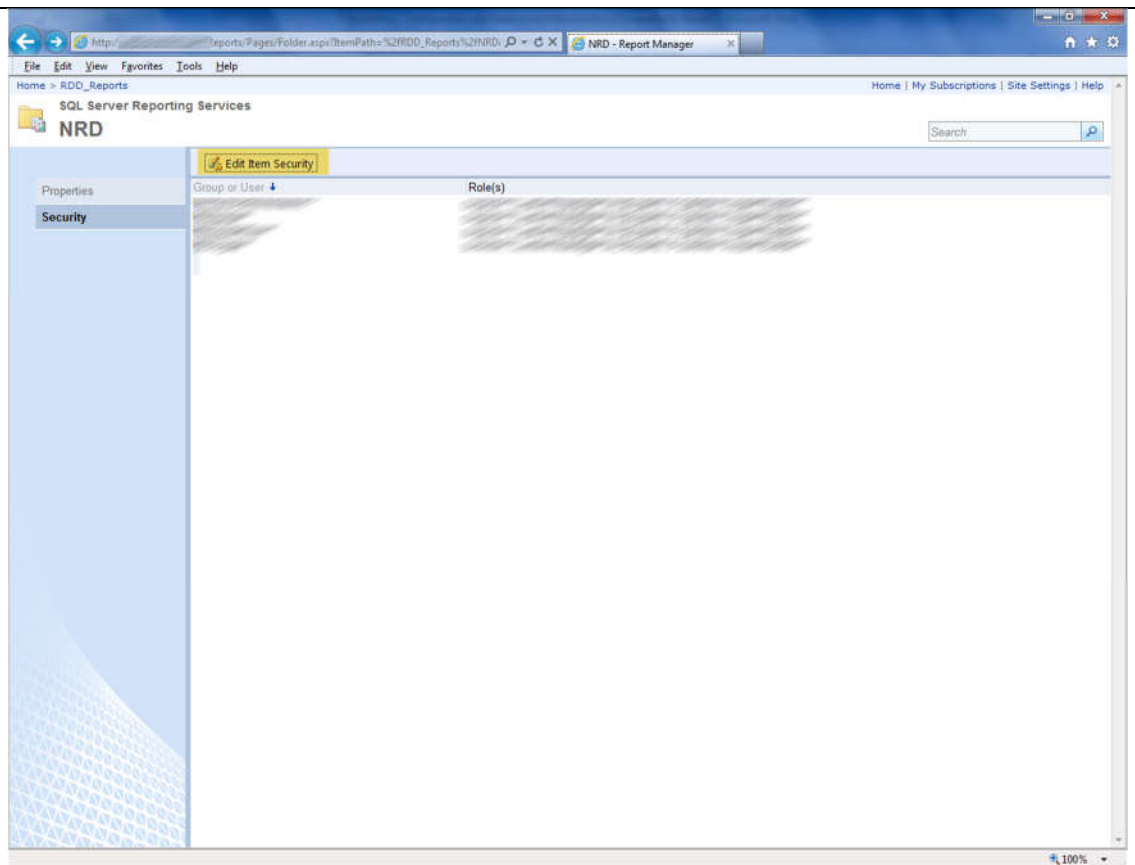 http:/ Reports/Pages/Folder.aspx?ItemPath=%2fRDD_Reports%2fNRD NRD - Report Manager
File Edit View Favorites Tools Help
Home > RDD_Reports Home | My Subscriptions | Site Settings | Help
SQL Server Reporting Services
NRD
Search
Edit Item Security
Properties
Group or User Role(s)
Security
100%